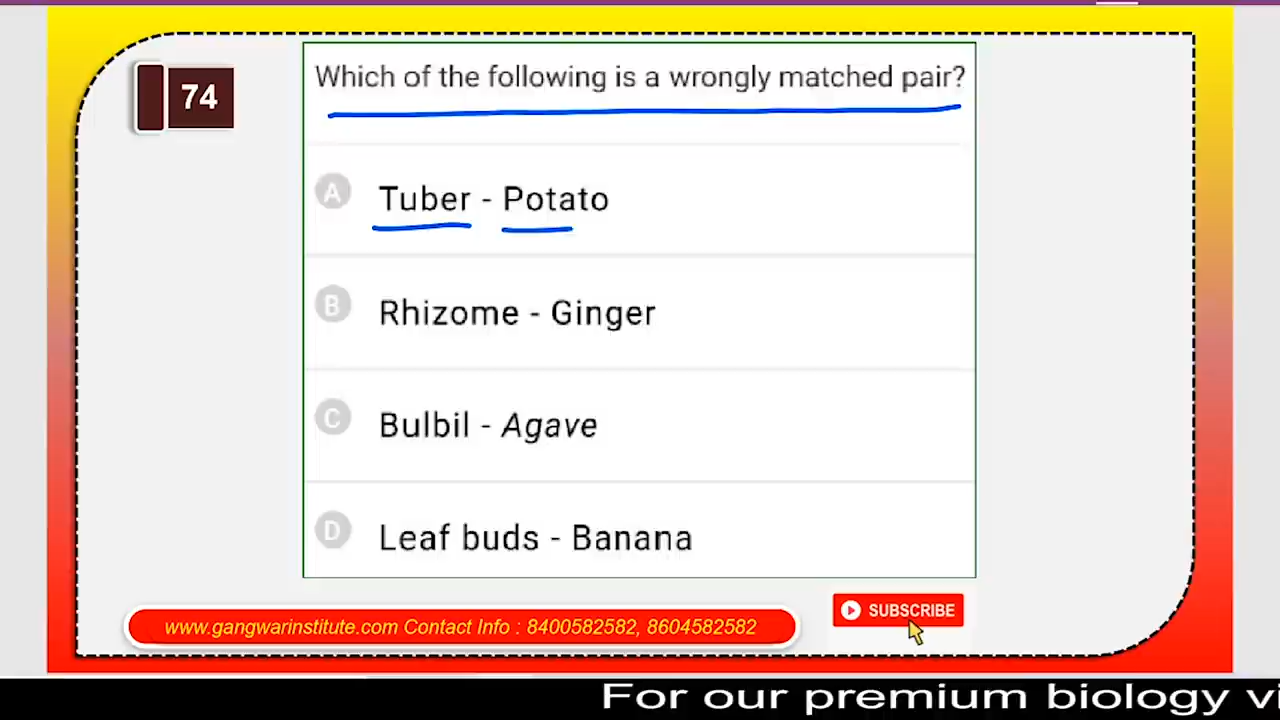 74
Which of the following is a wrongly matched pair?
A Tuber - Potato
B Rhizome - Ginger
C Bulbil - Agave
D Leaf buds - Banana
www.gangwarinstitute.com Contact Info : 8400582582, 8604582582
SUBSCRIBE
For our premium biology